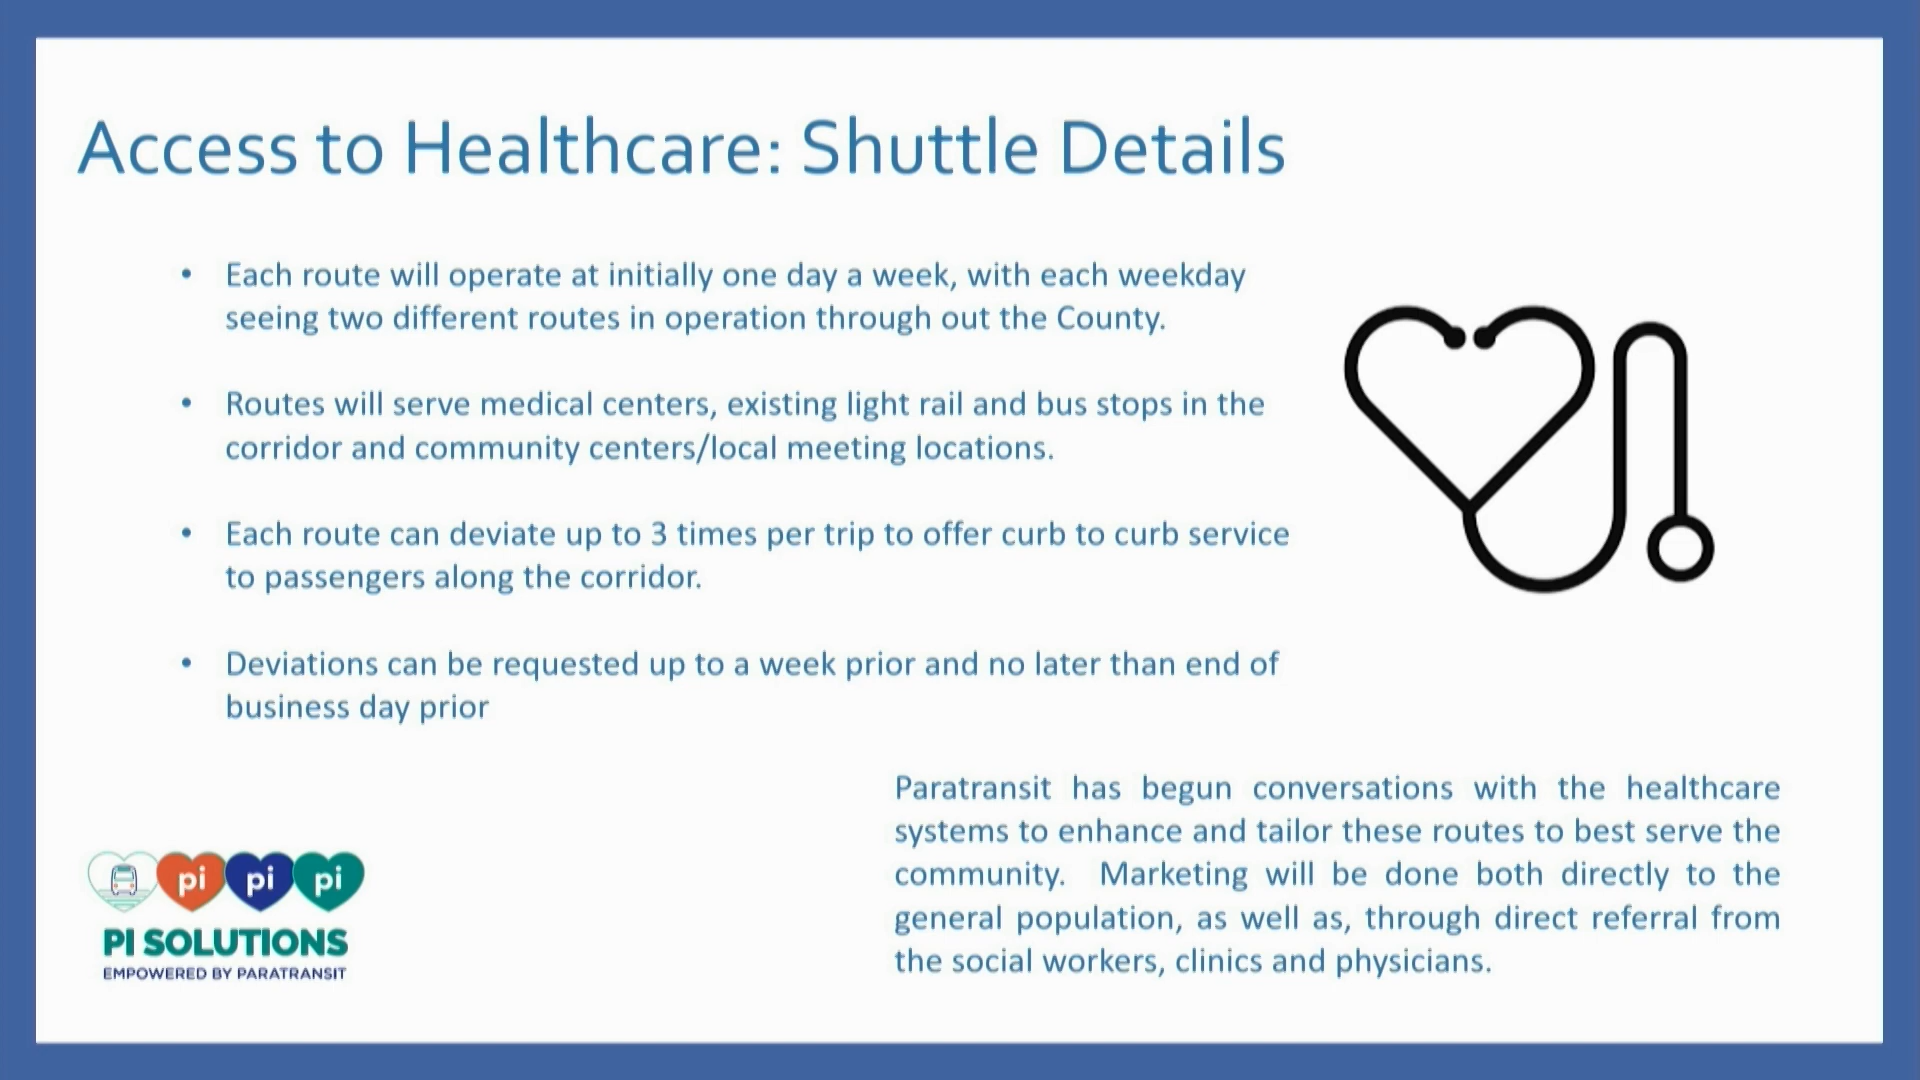 Access to Healthcare: Shuttle Details
• Each route will operate at initially one day a week, with each weekday
seeing two different routes in operation through out the County.
• Routes will serve medical centers, existing light rail and bus stops in the
corridor and community centers/local meeting locations.
• Each route can deviate up to 3 times per trip to offer curb to curb service
to passengers along the corridor.
• Deviations can be requested up to a week prior and no later than end of
business day prior
Paratransit has begun conversations with the healthcare
systems to enhance and tailor these routes to best serve the
community. Marketing will be done both directly to the
general population, as well as, through direct referral from
the social workers, clinics and physicians.
pi pi pi
PI SOLUTIONS
EMPOWERED BY PARATRANSIT